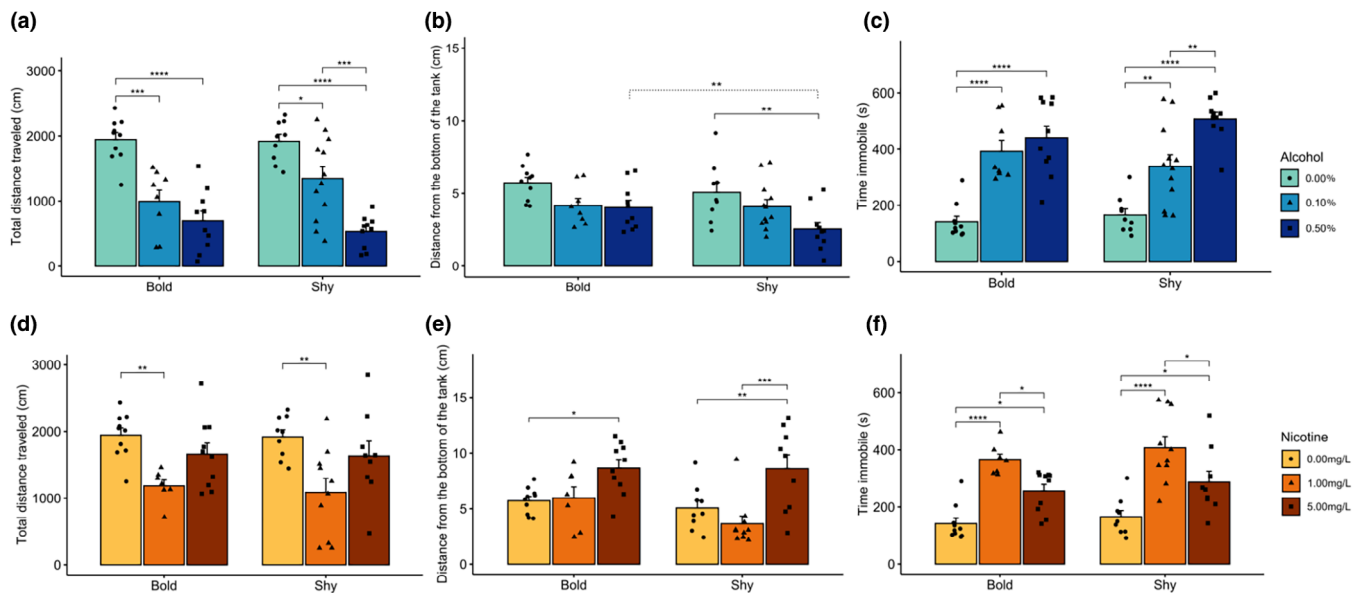 (a)
Total distance traveled (cm)
3000
2000
1000
0
****
***
***
****
*
Bold
Shy
(b)
Distance from the bottom of the tank (cm)
15
10
5
0
**
**
Bold
Shy
(c)
Time immobile (s)
600
400
200
0
****
****
**
****
**
Bold
Shy
Alcohol
0.00%
0.10%
0.50%
(d)
Total distance traveled (cm)
3000
2000
1000
0
**
**
Bold
Shy
(e)
Distance from the bottom of the tank (cm)
15
10
5
0
*
***
**
Bold
Shy
(f)
Time immobile (s)
600
400
200
0
*
*
****
*
*
****
Bold
Shy
Nicotine
0.00mg/L
1.00mg/L
5.00mg/L